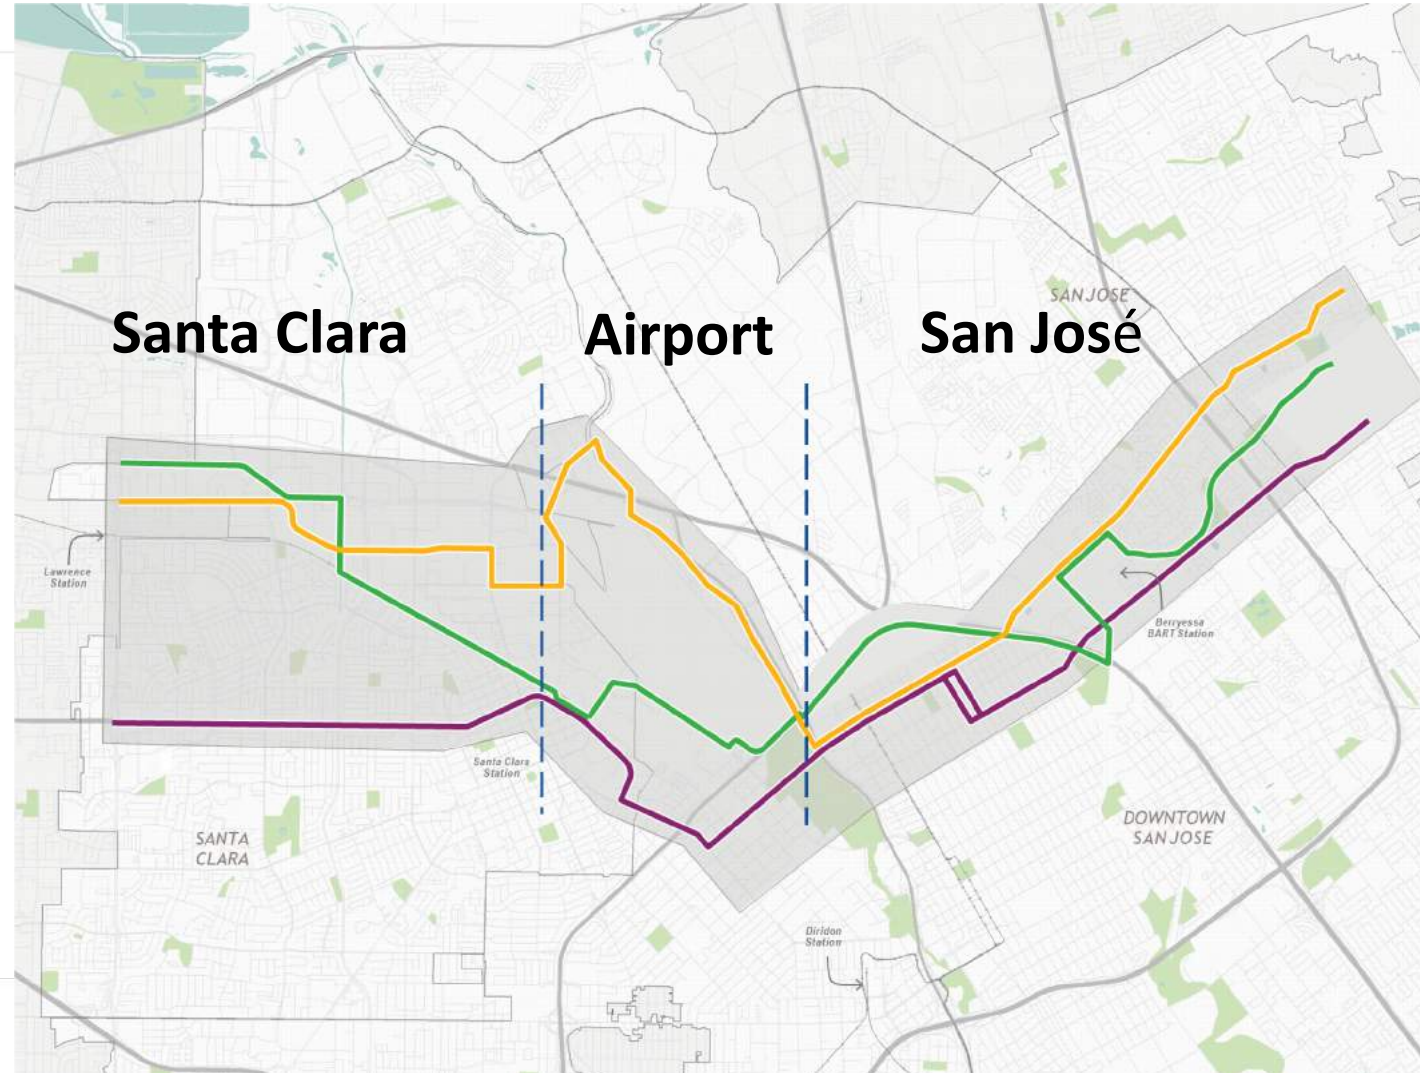 SAN JOSE
Santa Clara
Airport
San José
Lawrence
Station
Berryessa
BART Station
Santa Clara
Station
SANTA
CLARA
DOWNTOWN
SAN JOSE
Diridon
Station